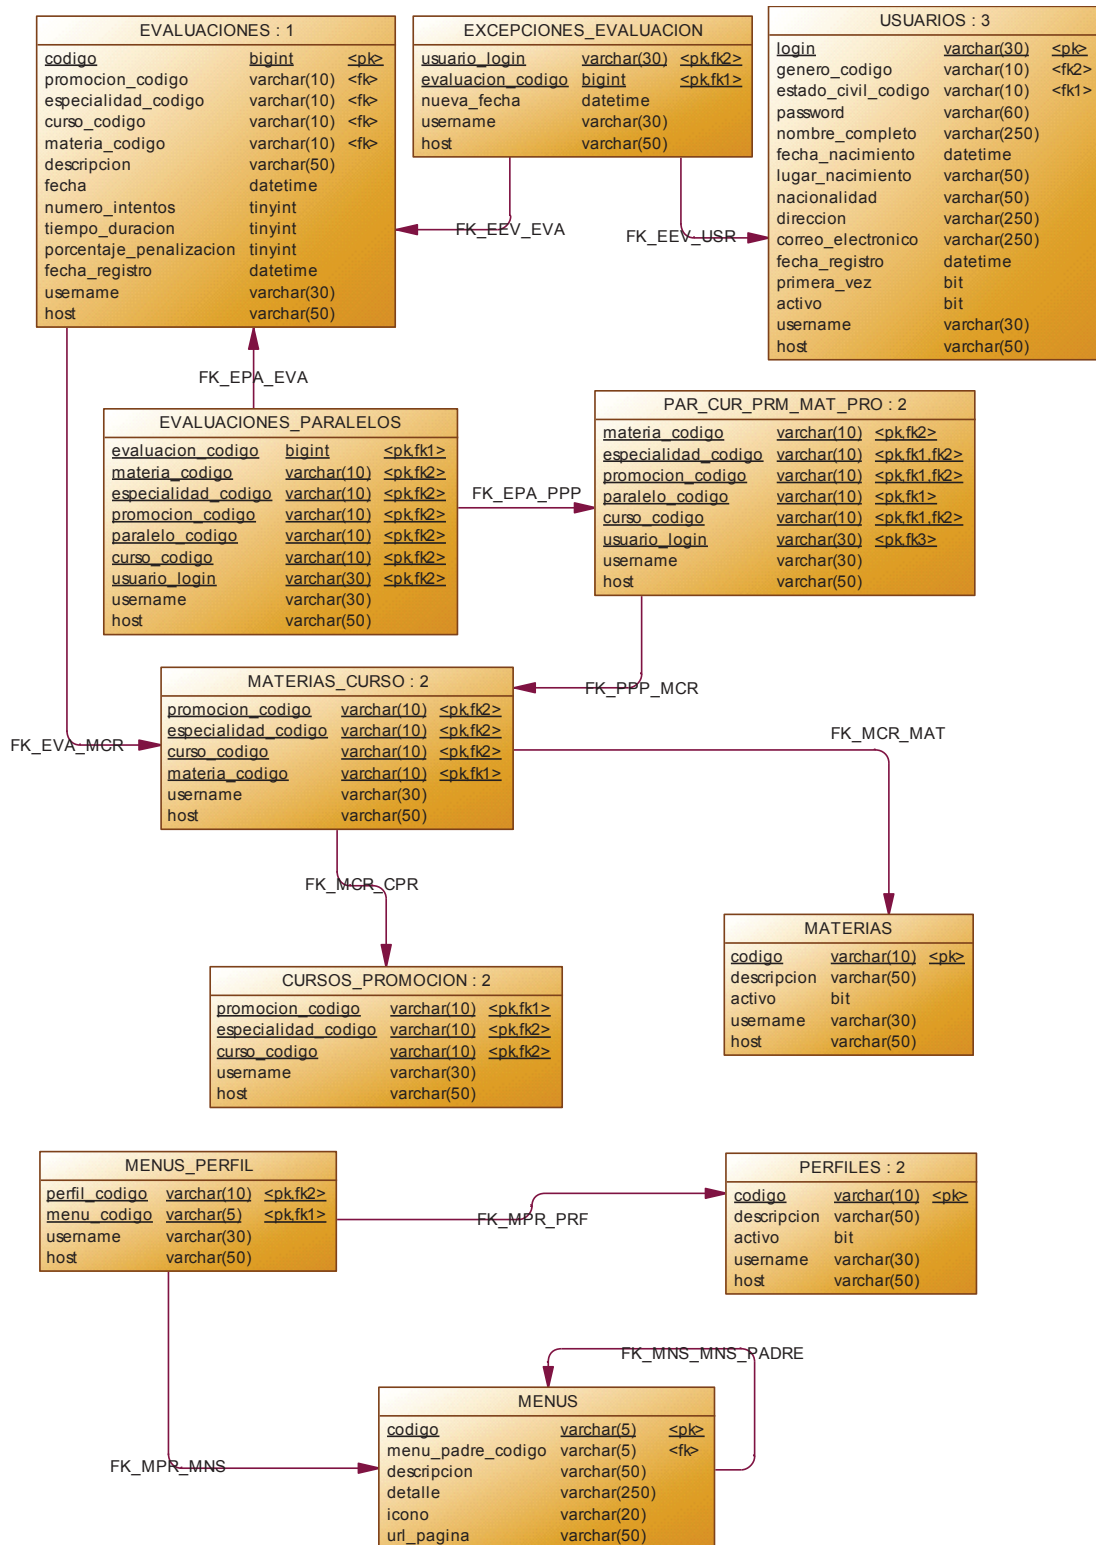 EVALUACIONES : 1
codigo bigint <pk>
promocion_codigo varchar(10) <fk>
especialidad_codigo varchar(10) <fk>
curso_codigo varchar(10) <fk>
materia_codigo varchar(10) <fk>
descripcion varchar(50)
fecha datetime
numero_intentos tinyint
tiempo_duracion tinyint
porcentaje_penalizacion tinyint
fecha_registro datetime
username varchar(30)
host varchar(50)
EXCEPCIONES_EVALUACION
usuario_login varchar(30) <pk,fk2>
evaluacion_codigo bigint <pk,fk1>
nueva_fecha datetime
username varchar(30)
host varchar(50)
USUARIOS : 3
login varchar(30) <pk>
genero_codigo varchar(10) <fk2>
estado_civil_codigo varchar(10) <fk1>
password varchar(60)
nombre_completo varchar(250)
fecha_nacimiento datetime
lugar_nacimiento varchar(50)
nacionalidad varchar(50)
direccion varchar(250)
correo_electronico varchar(250)
fecha_registro datetime
primera_vez bit
activo bit
username varchar(30)
host varchar(50)
FK_EEV_EVA
FK_EEV_USR
FK_EPA_EVA
EVALUACIONES_PARALELOS
evaluacion_codigo bigint <pk,fk1>
materia_codigo varchar(10) <pk,fk2>
especialidad_codigo varchar(10) <pk,fk2>
promocion_codigo varchar(10) <pk,fk2>
paralelo_codigo varchar(10) <pk,fk2>
curso_codigo varchar(10) <pk,fk2>
usuario_login varchar(30) <pk,fk2>
username varchar(30)
host varchar(50)
FK_EPA_PPP
PAR_CUR_PRM_MAT_PRO : 2
materia_codigo varchar(10) <pk,fk2>
especialidad_codigo varchar(10) <pk,fk1,fk2>
promocion_codigo varchar(10) <pk,fk1,fk2>
paralelo_codigo varchar(10) <pk,fk1>
curso_codigo varchar(10) <pk,fk1,fk2>
usuario_login varchar(30) <pk,fk3>
username varchar(30)
host varchar(50)
FK_PPP_MCR
MATERIAS_CURSO : 2
promocion_codigo varchar(10) <pk,fk2>
especialidad_codigo varchar(10) <pk,fk2>
curso_codigo varchar(10) <pk,fk2>
materia_codigo varchar(10) <pk,fk1>
username varchar(30)
host varchar(50)
FK_EVA_MCR
FK_MCR_MAT
FK_MCR_CPR
MATERIAS
codigo varchar(10) <pk>
descripcion varchar(50)
activo bit
username varchar(30)
host varchar(50)
CURSOS_PROMOCION : 2
promocion_codigo varchar(10) <pk,fk1>
especialidad_codigo varchar(10) <pk,fk2>
curso_codigo varchar(10) <pk,fk2>
username varchar(30)
host varchar(50)
MENUS_PERFIL
perfil_codigo varchar(10) <pk,fk2>
menu_codigo varchar(5) <pk,fk1>
username varchar(30)
host varchar(50)
FK_MPR_PRF
PERFILES : 2
codigo varchar(10) <pk>
descripcion varchar(50)
activo bit
username varchar(30)
host varchar(50)
FK_MNS_MNS_PADRE
FK_MPR_MNS
MENUS
codigo varchar(5) <pk>
menu_padre_codigo varchar(5) <fk>
descripcion varchar(50)
detalle varchar(250)
icono varchar(20)
url_pagina varchar(50)